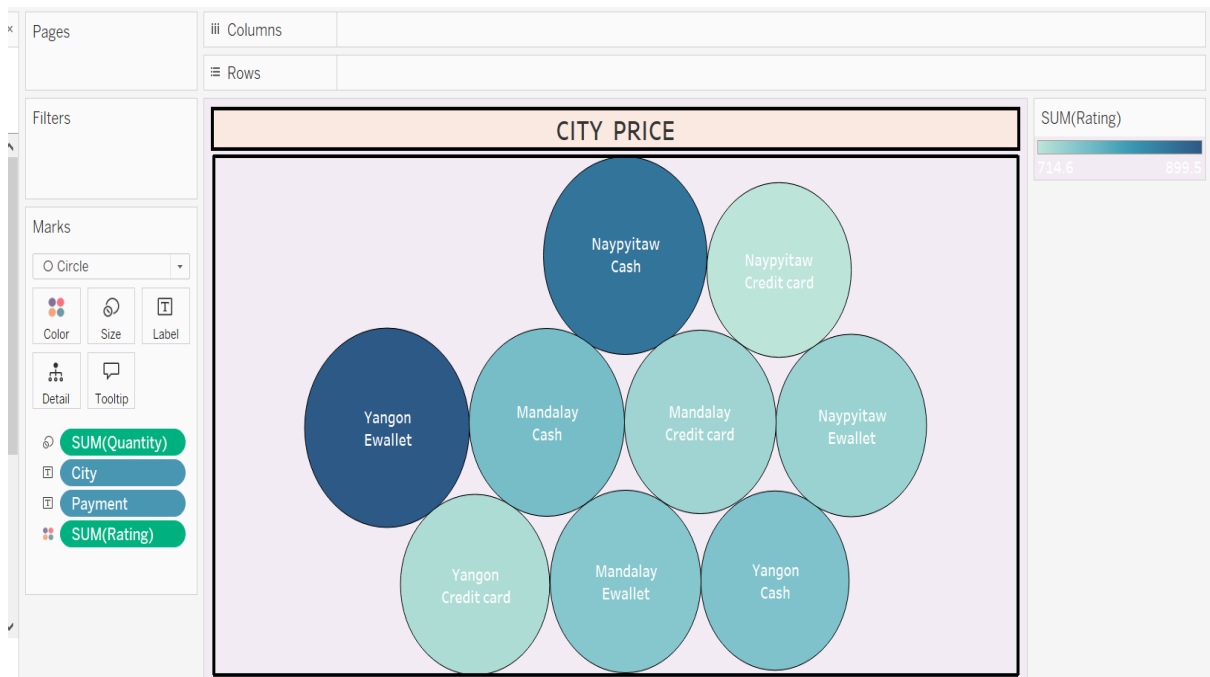 Pages
Columns
Rows
Filters
CITY PRICE
SUM(Rating)
714.6 899.5
Marks
Circle
Color Size Label
Detail Tooltip
SUM(Quantity)
City
Payment
SUM(Rating)
Naypyitaw
Cash
Naypyitaw
Credit card
Yangon
Ewallet
Mandalay
Cash
Mandalay
Credit card
Naypyitaw
Ewallet
Yangon
Credit card
Mandalay
Ewallet
Yangon
Cash